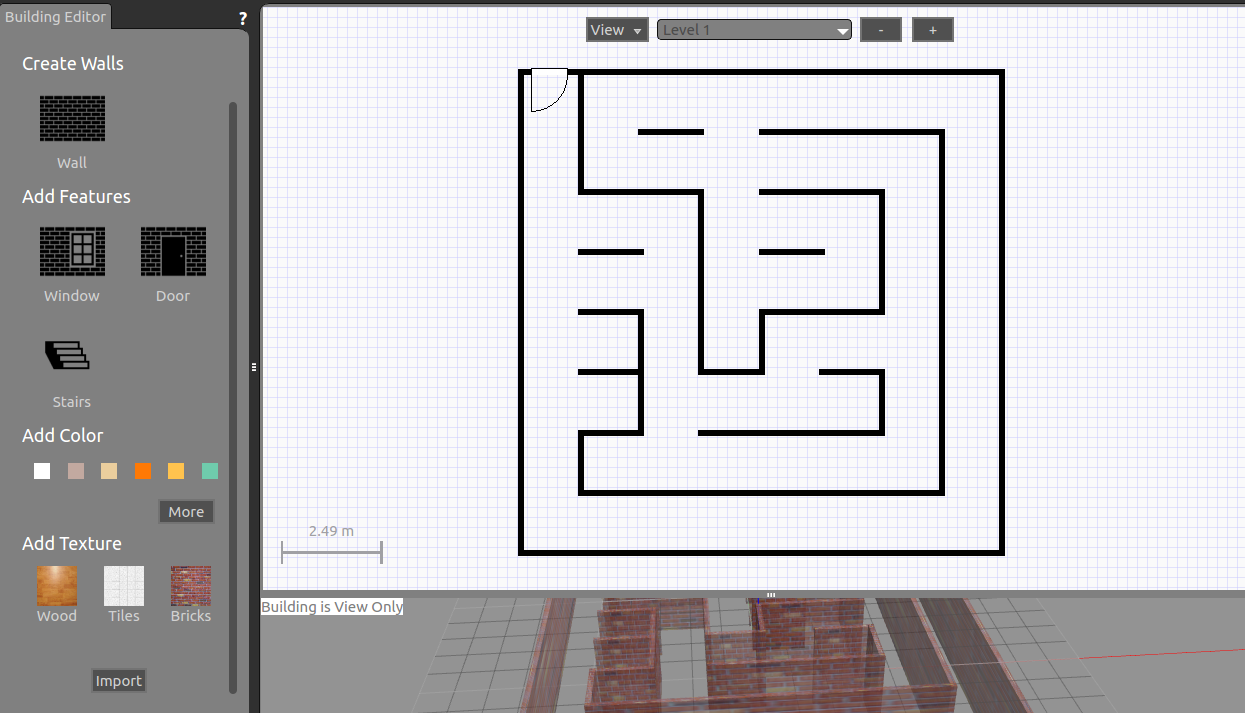 Building Editor
?
Create Walls
Wall
Add Features
Window Door
Stairs
Add Color
More
Add Texture
Wood Tiles Bricks
Import
View Level 1 - +
2.49 m
Building is View Only